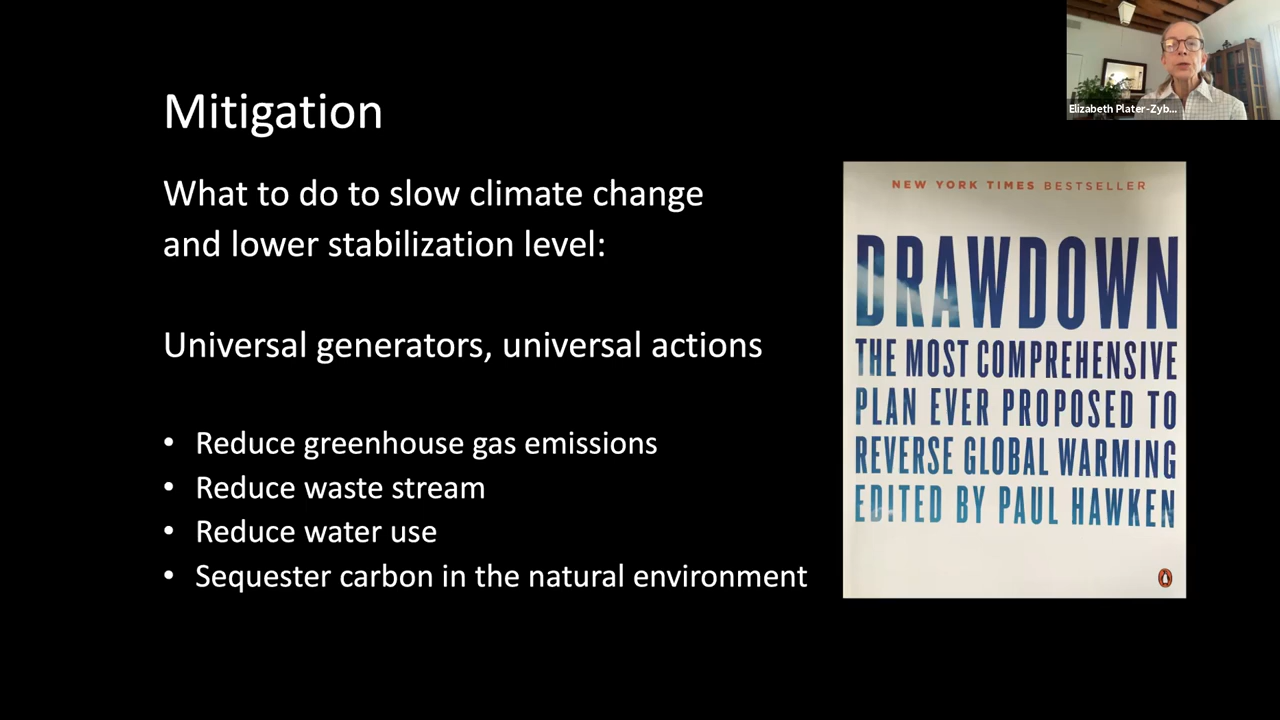 Mitigation
Elizabeth Plater-Zyb...
What to do to slow climate change
and lower stabilization level:
Universal generators, universal actions
• Reduce greenhouse gas emissions
• Reduce waste stream
• Reduce water use
• Sequester carbon in the natural environment
NEW YORK TIMES BESTSELLER
DRAWDOWN
THE MOST COMPREHENSIVE
PLAN EVER PROPOSED TO
REVERSE GLOBAL WARMING
EDITED BY PAUL HAWKEN